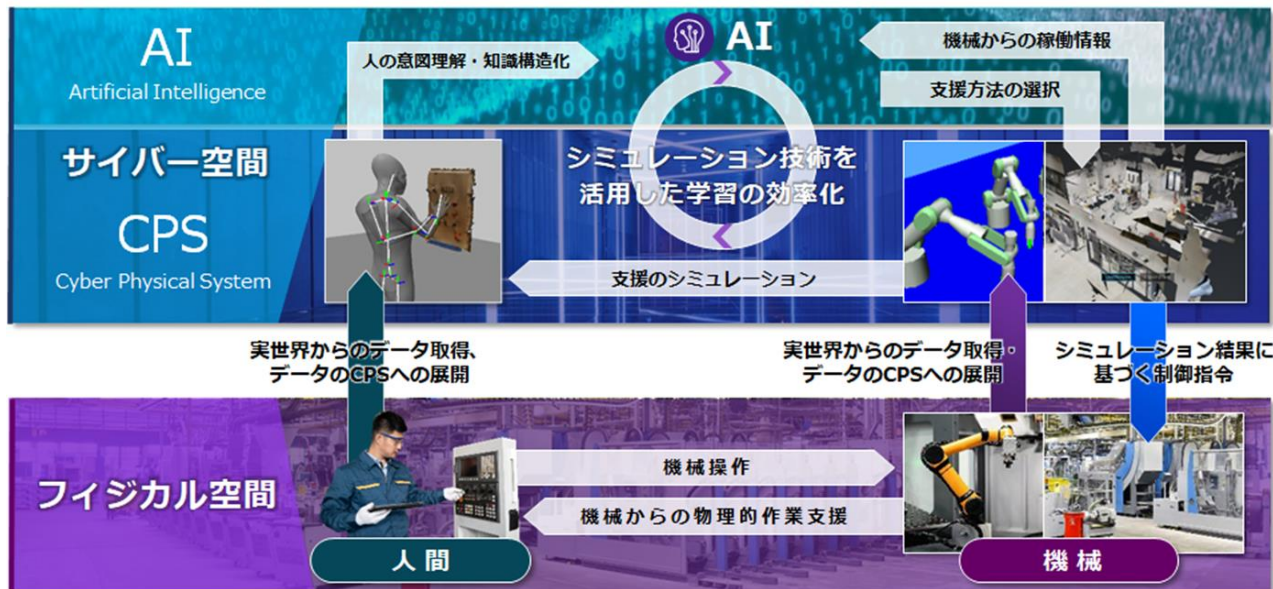 AI
Artificial Intelligence
人の意図理解・知識構造化
AI
機械からの稼働情報
支援方法の選択
サイバー空間
CPS
Cyber Physical System
シミュレーション技術を
活用した学習の効率化
支援のシミュレーション
実世界からのデータ取得、
データのCPSへの展開
実世界からのデータ取得・
データのCPSへの展開
シミュレーション結果に
基づく制御指令
フィジカル空間
機械操作
機械からの物理的作業支援
人間
機械